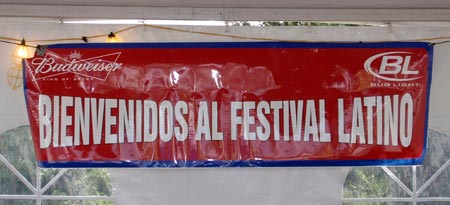 Budweiser
KING OF BEERS
BL
BUD LIGHT
BIENVENIDOS AL FESTIVAL LATINO